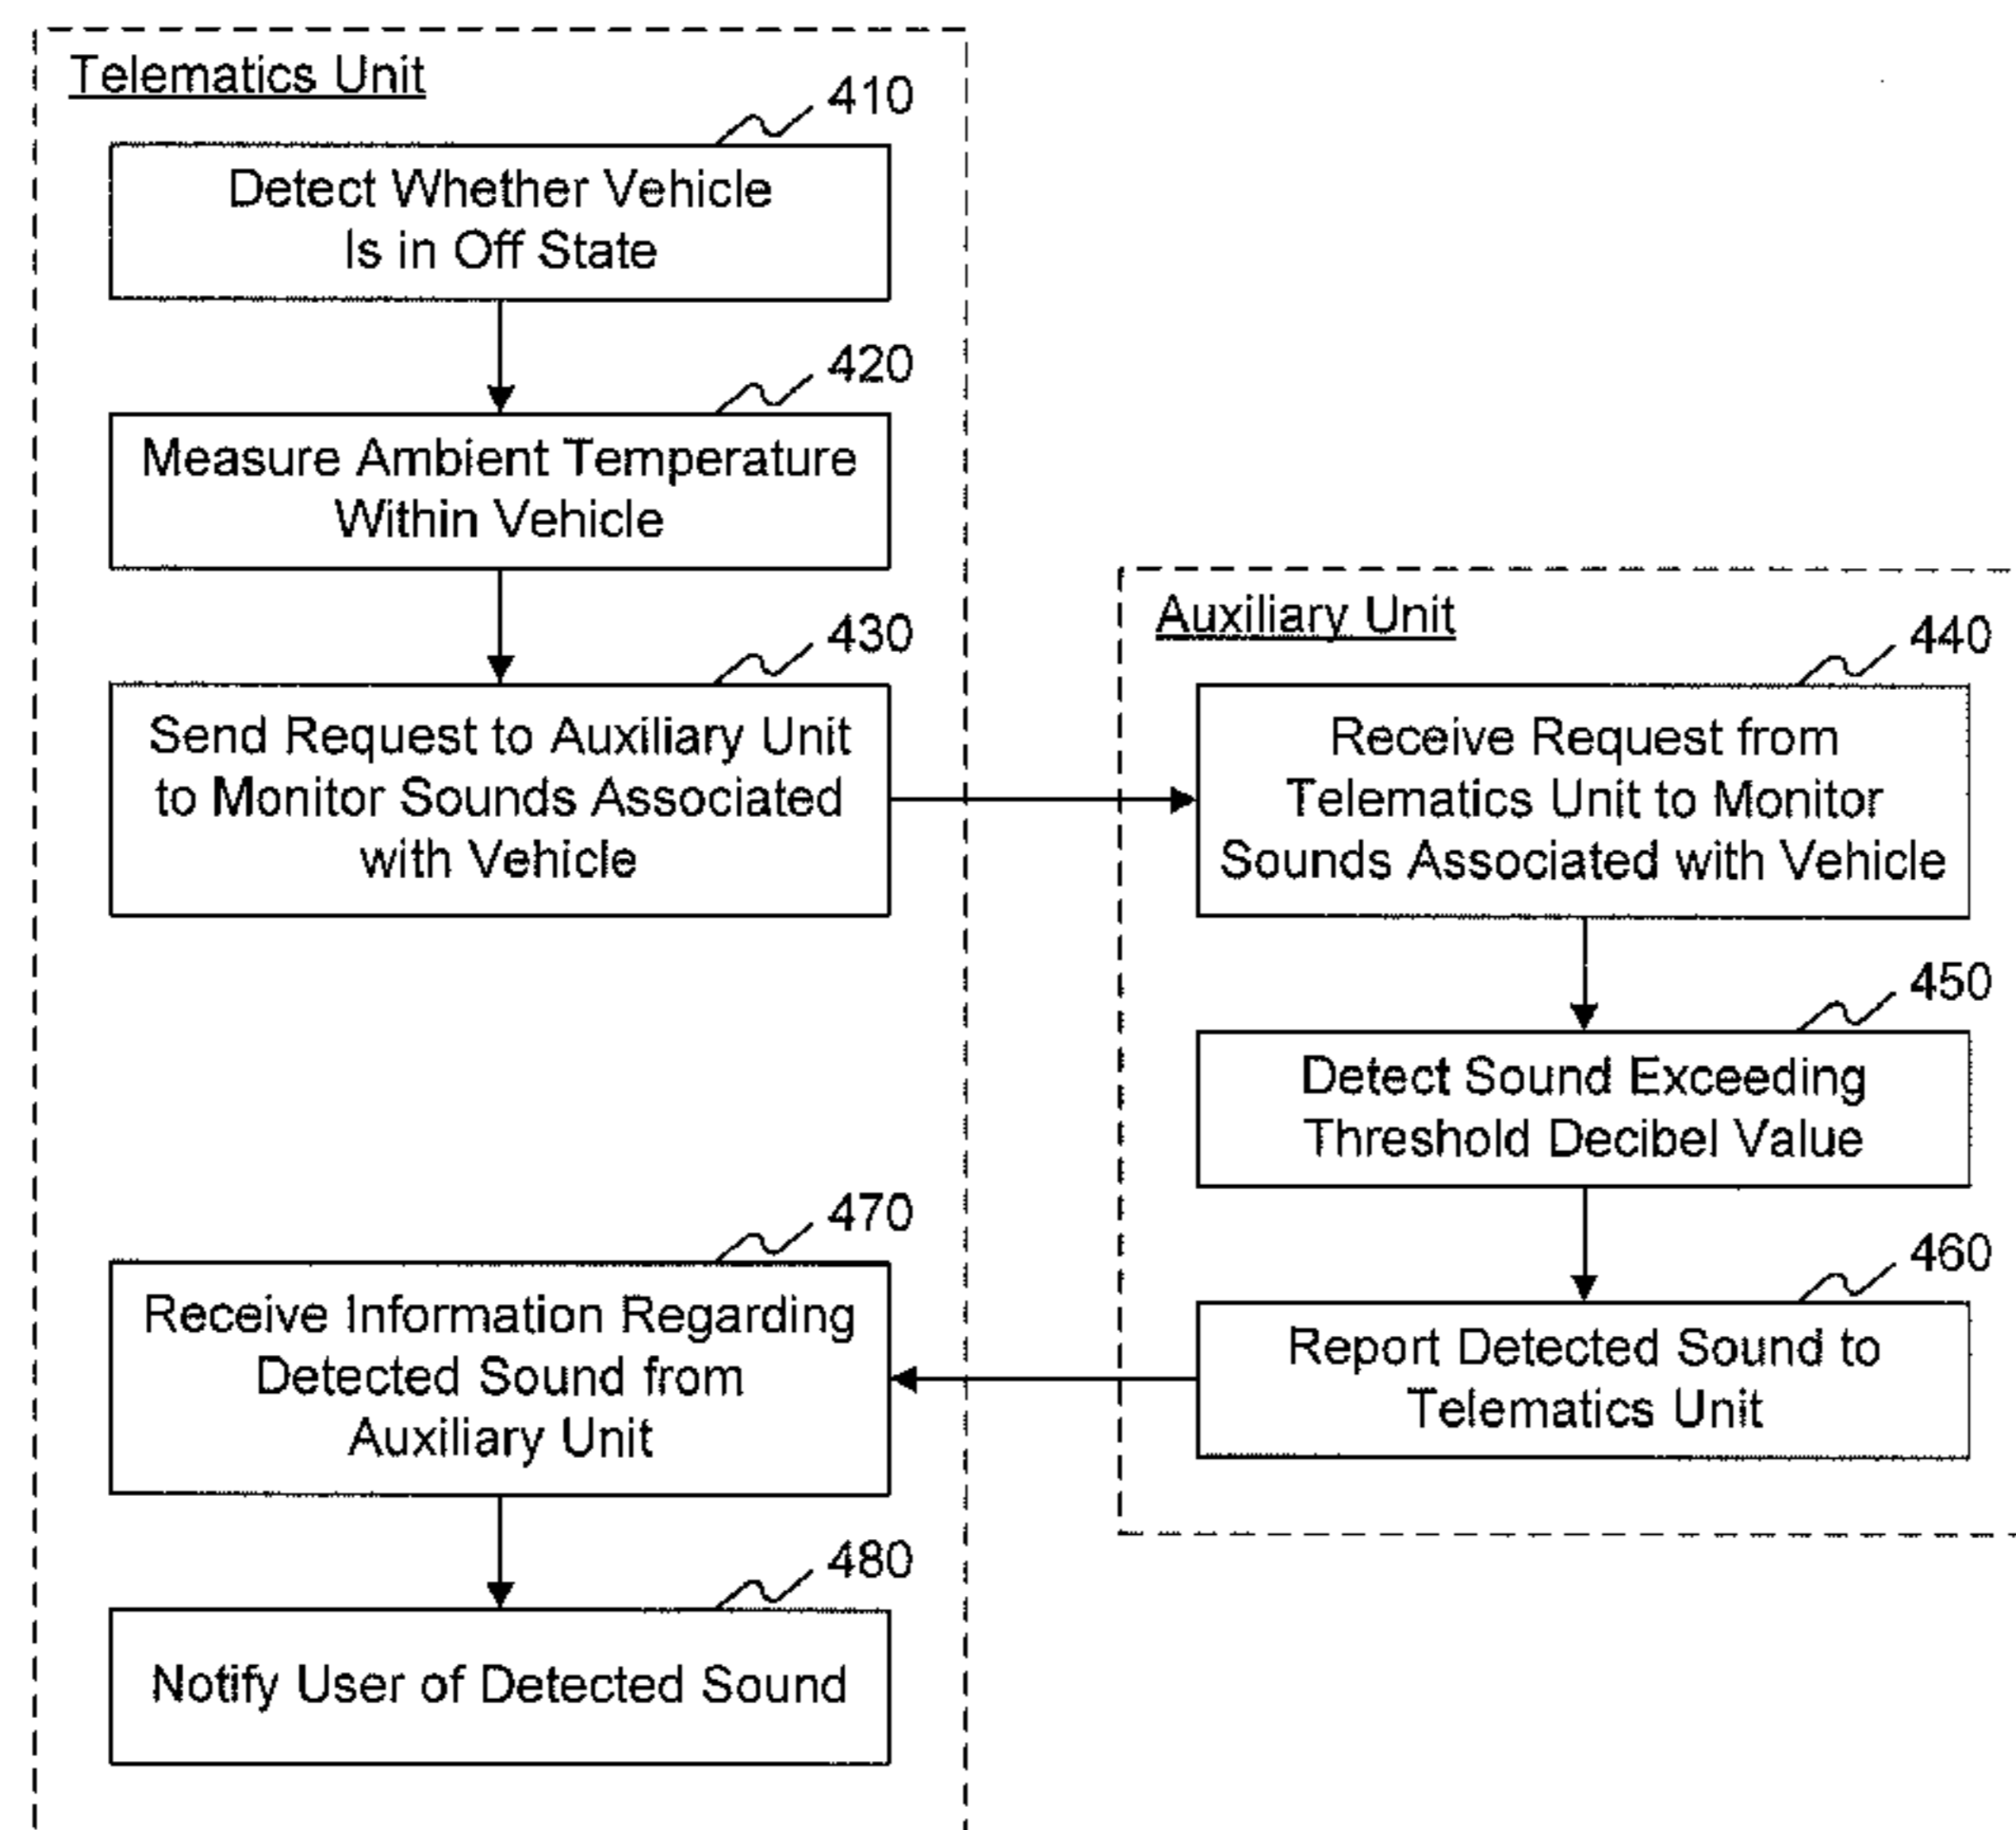 Telematics Unit
410
Detect Whether Vehicle
Is in Off State
420
Measure Ambient Temperature
Within Vehicle
430
Send Request to Auxiliary Unit
to Monitor Sounds Associated
with Vehicle
Auxiliary Unit
440
Receive Request from
Telematics Unit to Monitor
Sounds Associated with Vehicle
450
Detect Sound Exceeding
Threshold Decibel Value
460
Report Detected Sound to
Telematics Unit
470
Receive Information Regarding
Detected Sound from
Auxiliary Unit
480
Notify User of Detected Sound